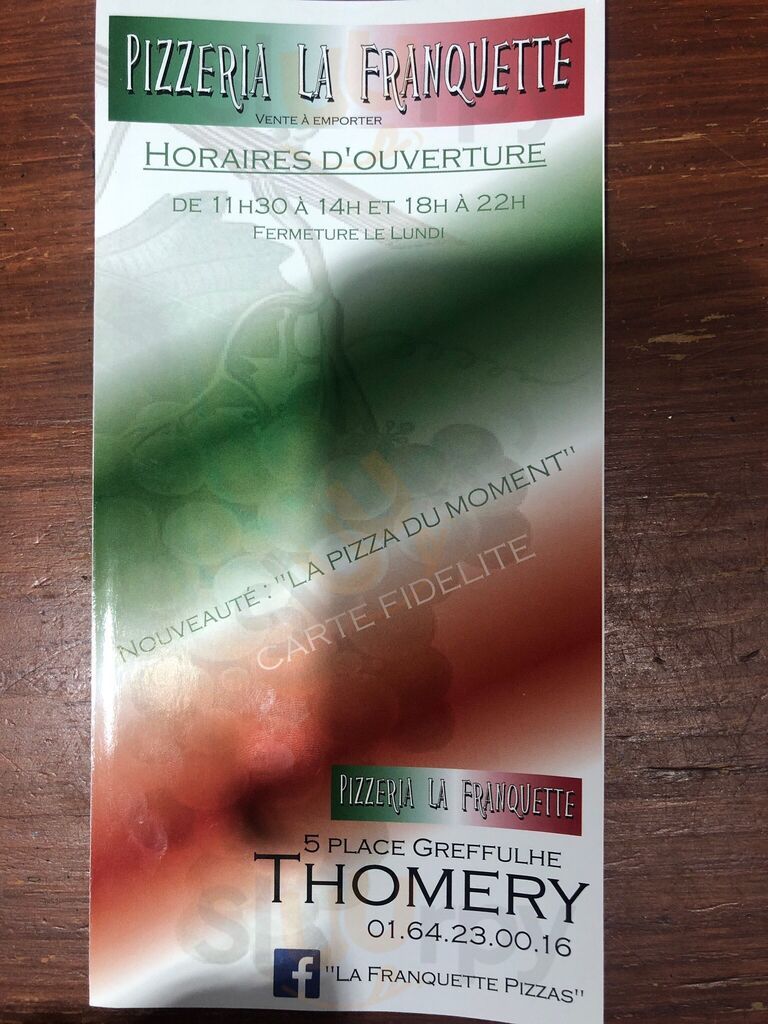 PIZZERIA LA FRANQUETTE
VENTE À EMPORTER
HORAIRES D'OUVERTURE
DE 11H30 À 14H ET 18H À 22H
FERMETURE LE LUNDI
NOUVEAUTÉ : "LA PIZZA DU MOMENT"
CARTE FIDELITE
PIZZERIA LA FRANQUETTE
5 PLACE GREFFULHE
THOMERY
01.64.23.00.16
f "LA FRANQUETTE PIZZAS"